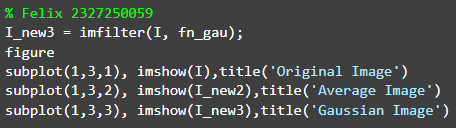 % Felix 2327250059
I_new3 = imfilter(I, fn_gau);
figure
subplot(1,3,1), imshow(I),title('Original Image')
subplot(1,3,2), imshow(I_new2),title('Average Image')
subplot(1,3,3), imshow(I_new3),title('Gaussian Image')